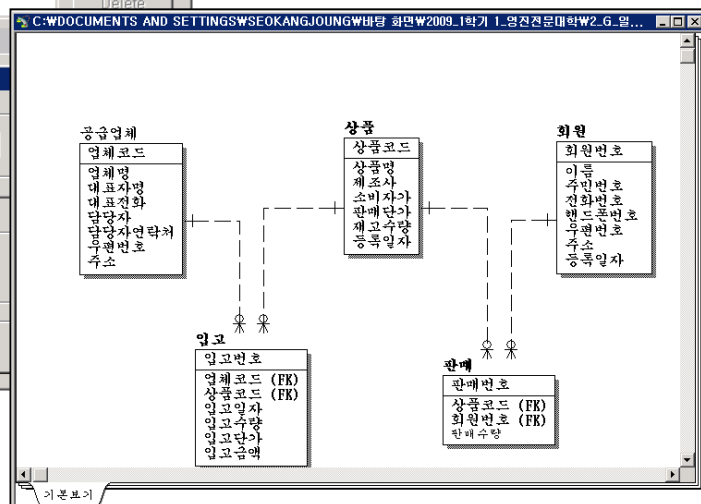 Delete
C:₩DOCUMENTS AND SETTINGS₩SEOKANGJOUNG₩바탕 화면₩2009_1학기 1_영진전문대학₩2_G_일...
공급업체
업체코드
업체명
대표자명
대표전화
담당자
담당자연락처
우편번호
주소
상품
상품코드
상품명
제조사
소비자가
판매단가
재고수량
등록일자
회원
회원번호
이름
주민번호
전화번호
핸드폰번호
우편번호
주소
등록일자
입고
입고번호
업체코드 (FK)
상품코드 (FK)
입고일자
입고수량
입고단가
입고금액
판매
판매번호
상품코드 (FK)
회원번호 (FK)
판매수량
기본보기